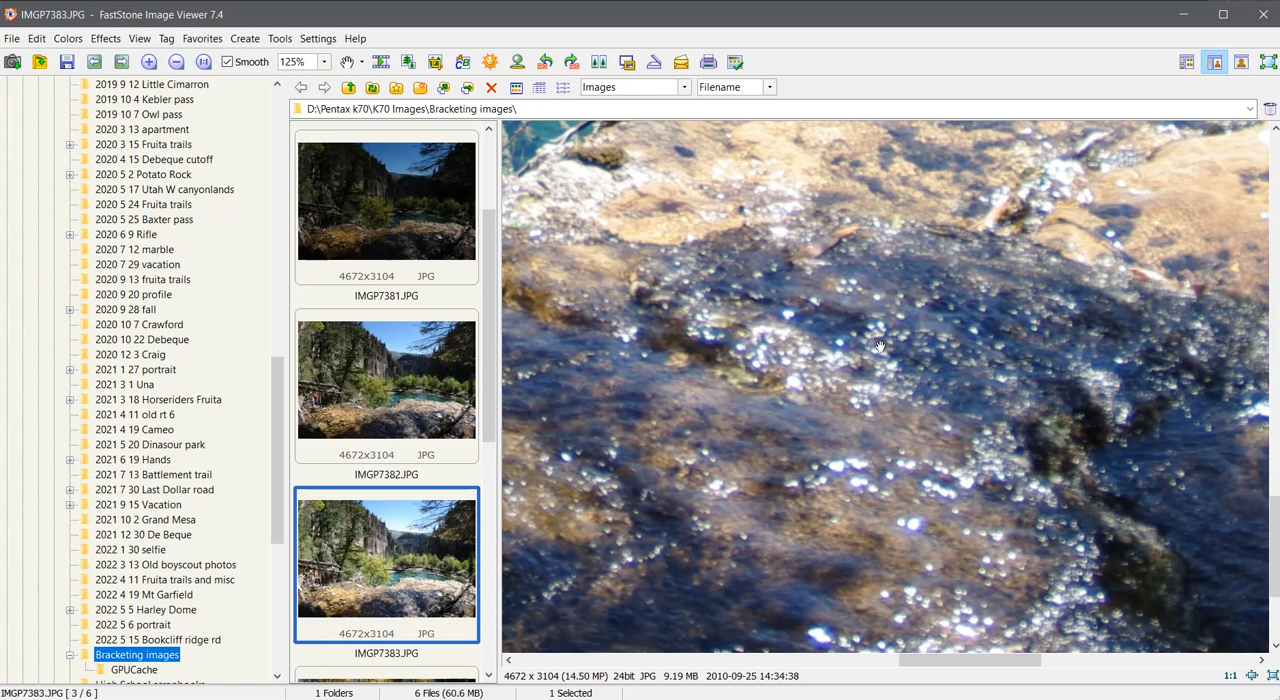 IMGP7383.JPG - FastStone Image Viewer 7.4
File Edit Colors Effects View Tag Favorites Create Tools Settings Help
Smooth 125%
Images Filename
D:\Pentax k70\K70 Images\Bracketing images\
2019 9 12 Little Cimarron
2019 10 4 Kebler pass
2019 10 7 Owl pass
2020 3 13 apartment
2020 3 15 Fruita trails
2020 4 15 Debeque cutoff
2020 5 2 Potato Rock
2020 5 17 Utah W canyonlands
2020 5 24 Fruita trails
2020 5 25 Baxter pass
2020 6 9 Rifle
2020 7 12 marble
2020 7 29 vacation
2020 9 13 fruita trails
2020 9 20 profile
2020 9 28 fall
2020 10 7 Crawford
2020 10 22 Debeque
2020 12 3 Craig
2021 1 27 portrait
2021 3 1 Una
2021 3 18 Horseriders Fruita
2021 4 11 old rt 6
2021 4 19 Cameo
2021 5 20 Dinasour park
2021 6 19 Hands
2021 7 13 Battlement trail
2021 7 30 Last Dollar road
2021 9 15 Vacation
2021 10 2 Grand Mesa
2021 12 30 De Beque
2022 1 30 selfie
2022 3 13 Old boyscout photos
2022 4 11 Fruita trails and misc
2022 4 19 Mt Garfield
2022 5 5 Harley Dome
2022 5 6 portrait
2022 5 15 Bookcliff ridge rd
Bracketing images
GPUCache
4672x3104 JPG
IMGP7381.JPG
4672x3104 JPG
IMGP7382.JPG
4672x3104 JPG
IMGP7383.JPG
4672 x 3104 (14.50 MP) 24bit JPG 9.19 MB 2010-09-25 14:34:38
1:1
IMGP7383.JPG [ 3 / 6 ] 1 Folders 6 Files (60.6 MB) 1 Selected